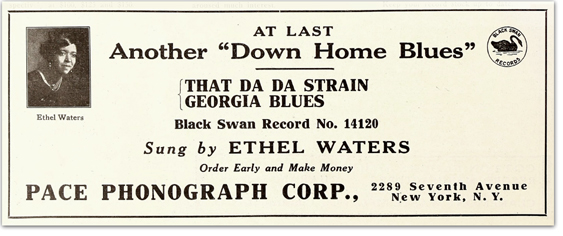 AT LAST
Another "Down Home Blues"
BLACK SWAN
RECORDS
Ethel Waters
THAT DA DA STRAIN
GEORGIA BLUES
Black Swan Record No. 14120
Sung by ETHEL WATERS
Order Early and Make Money
PACE PHONOGRAPH CORP., 2289 Seventh Avenue
New York, N. Y.